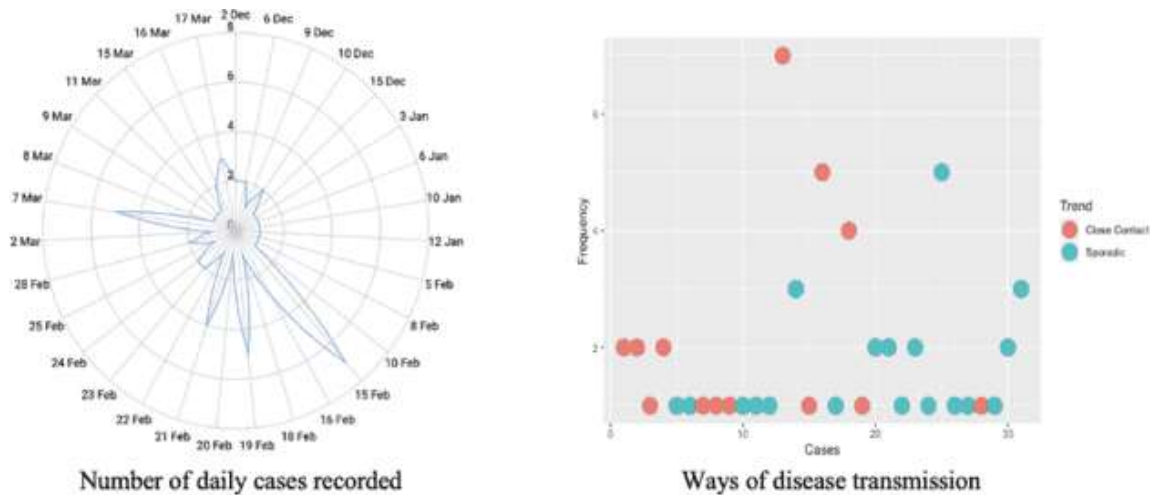 2 Dec
6 Dec
9 Dec
10 Dec
15 Dec
3 Jan
6 Jan
10 Jan
12 Jan
5 Feb
8 Feb
10 Feb
15 Feb
16 Feb
18 Feb
19 Feb
20 Feb
21 Feb
22 Feb
23 Feb
24 Feb
25 Feb
28 Feb
2 Mar
7 Mar
8 Mar
9 Mar
11 Mar
15 Mar
16 Mar
17 Mar
8
6
4
2
0
Number of daily cases recorded
Frequency
6
4
2
0
10
20
30
Cases
Trend
Close Contact
Sporadic
Ways of disease transmission